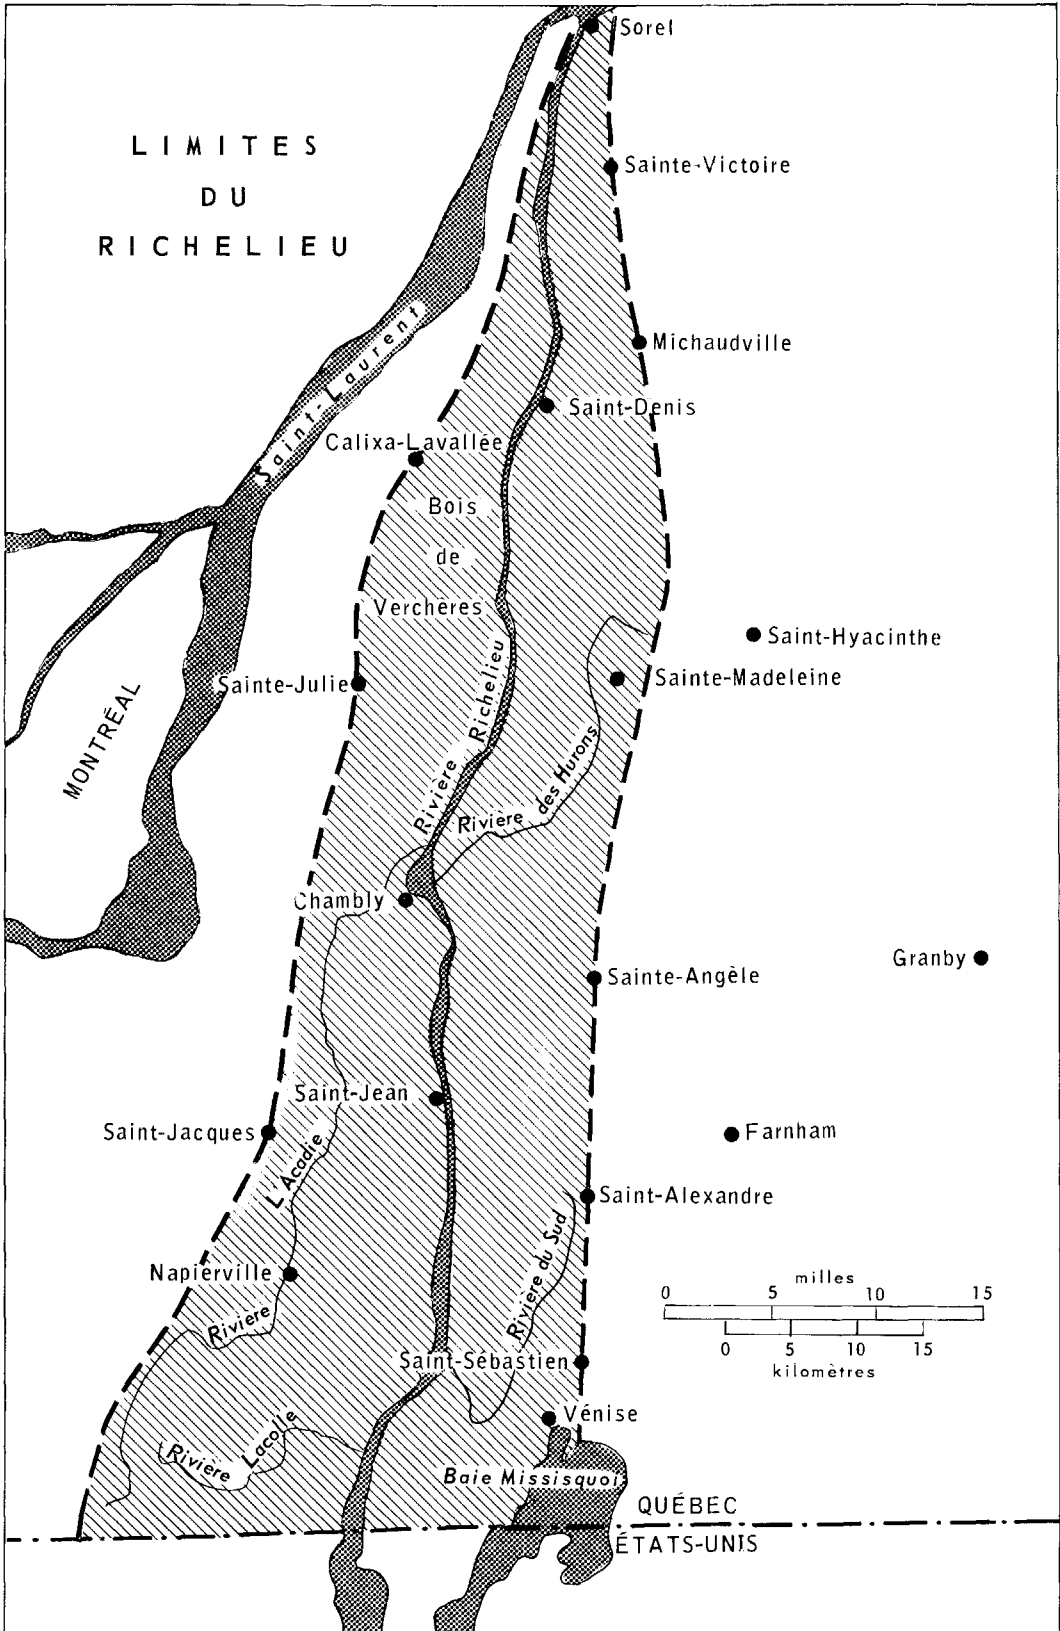 Sorel
LIMITES
DU
RICHELIEU
Sainte-Victoire
Saint-Laurent
Michaudville
Saint-Denis
Calixa-Lavallée
Bois
de
Verchères
Saint-Hyacinthe
Sainte-Madeleine
Sainte-Julie
MONTRÉAL
Rivière Richelieu
Rivière des Hurons
Chambly
Granby
Sainte-Angèle
Saint-Jean
Saint-Jacques
Farnham
L'Acadie
Saint-Alexandre
Rivière du Sud
Napierville
Rivière
milles
0 5 10 15
0 5 10 15
kilomètres
Saint-Sébastien
Vénise
Rivière Lacolle
Baie Missisquoi
QUÉBEC
ÉTATS-UNIS